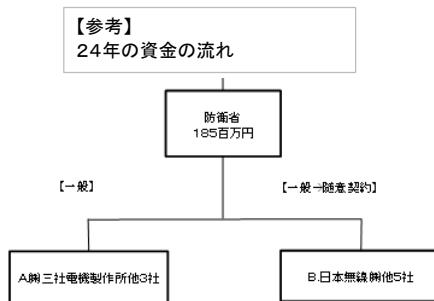 【参考】
24年の資金の流れ
防衛省
185百万円
【一般】
【一般→随意契約】
A.㈱三社電機製作所他3社
B.日本無線㈱他5社